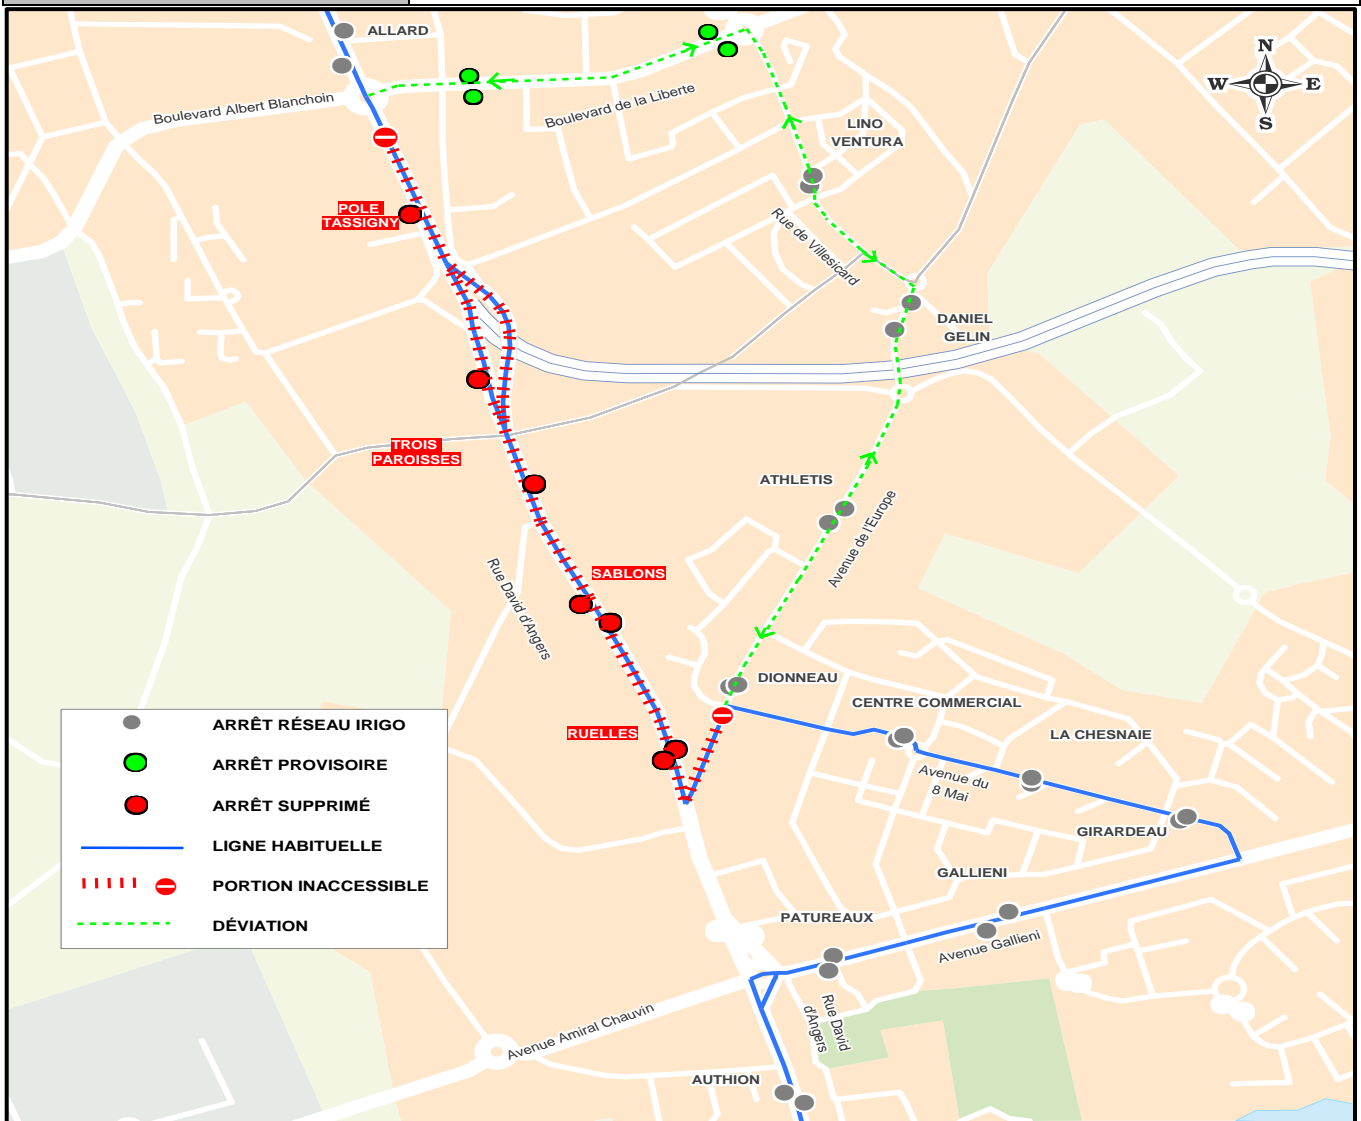 ALLARD
N
W
E
S
Boulevard Albert Blanchoin
Boulevard de la Liberte
LINO
VENTURA
POLE
TASSIGNY
Rue de Villesicard
DANIEL
GELIN
TROIS
PAROISSES
ATHLETIS
Avenue de l'Europe
SABLONS
Rue David d'Angers
DIONNEAU
CENTRE COMMERCIAL
RUELLES
LA CHESNAIE
Avenue du
8 Mai
GIRARDEAU
GALLIENI
PATUREAUX
Avenue Gallieni
Rue David
d'Angers
Avenue Amiral Chauvin
AUTHION
ARRÊT RÉSEAU IRIGO
ARRÊT PROVISOIRE
ARRÊT SUPPRIMÉ
LIGNE HABITUELLE
PORTION INACCESSIBLE
DÉVIATION